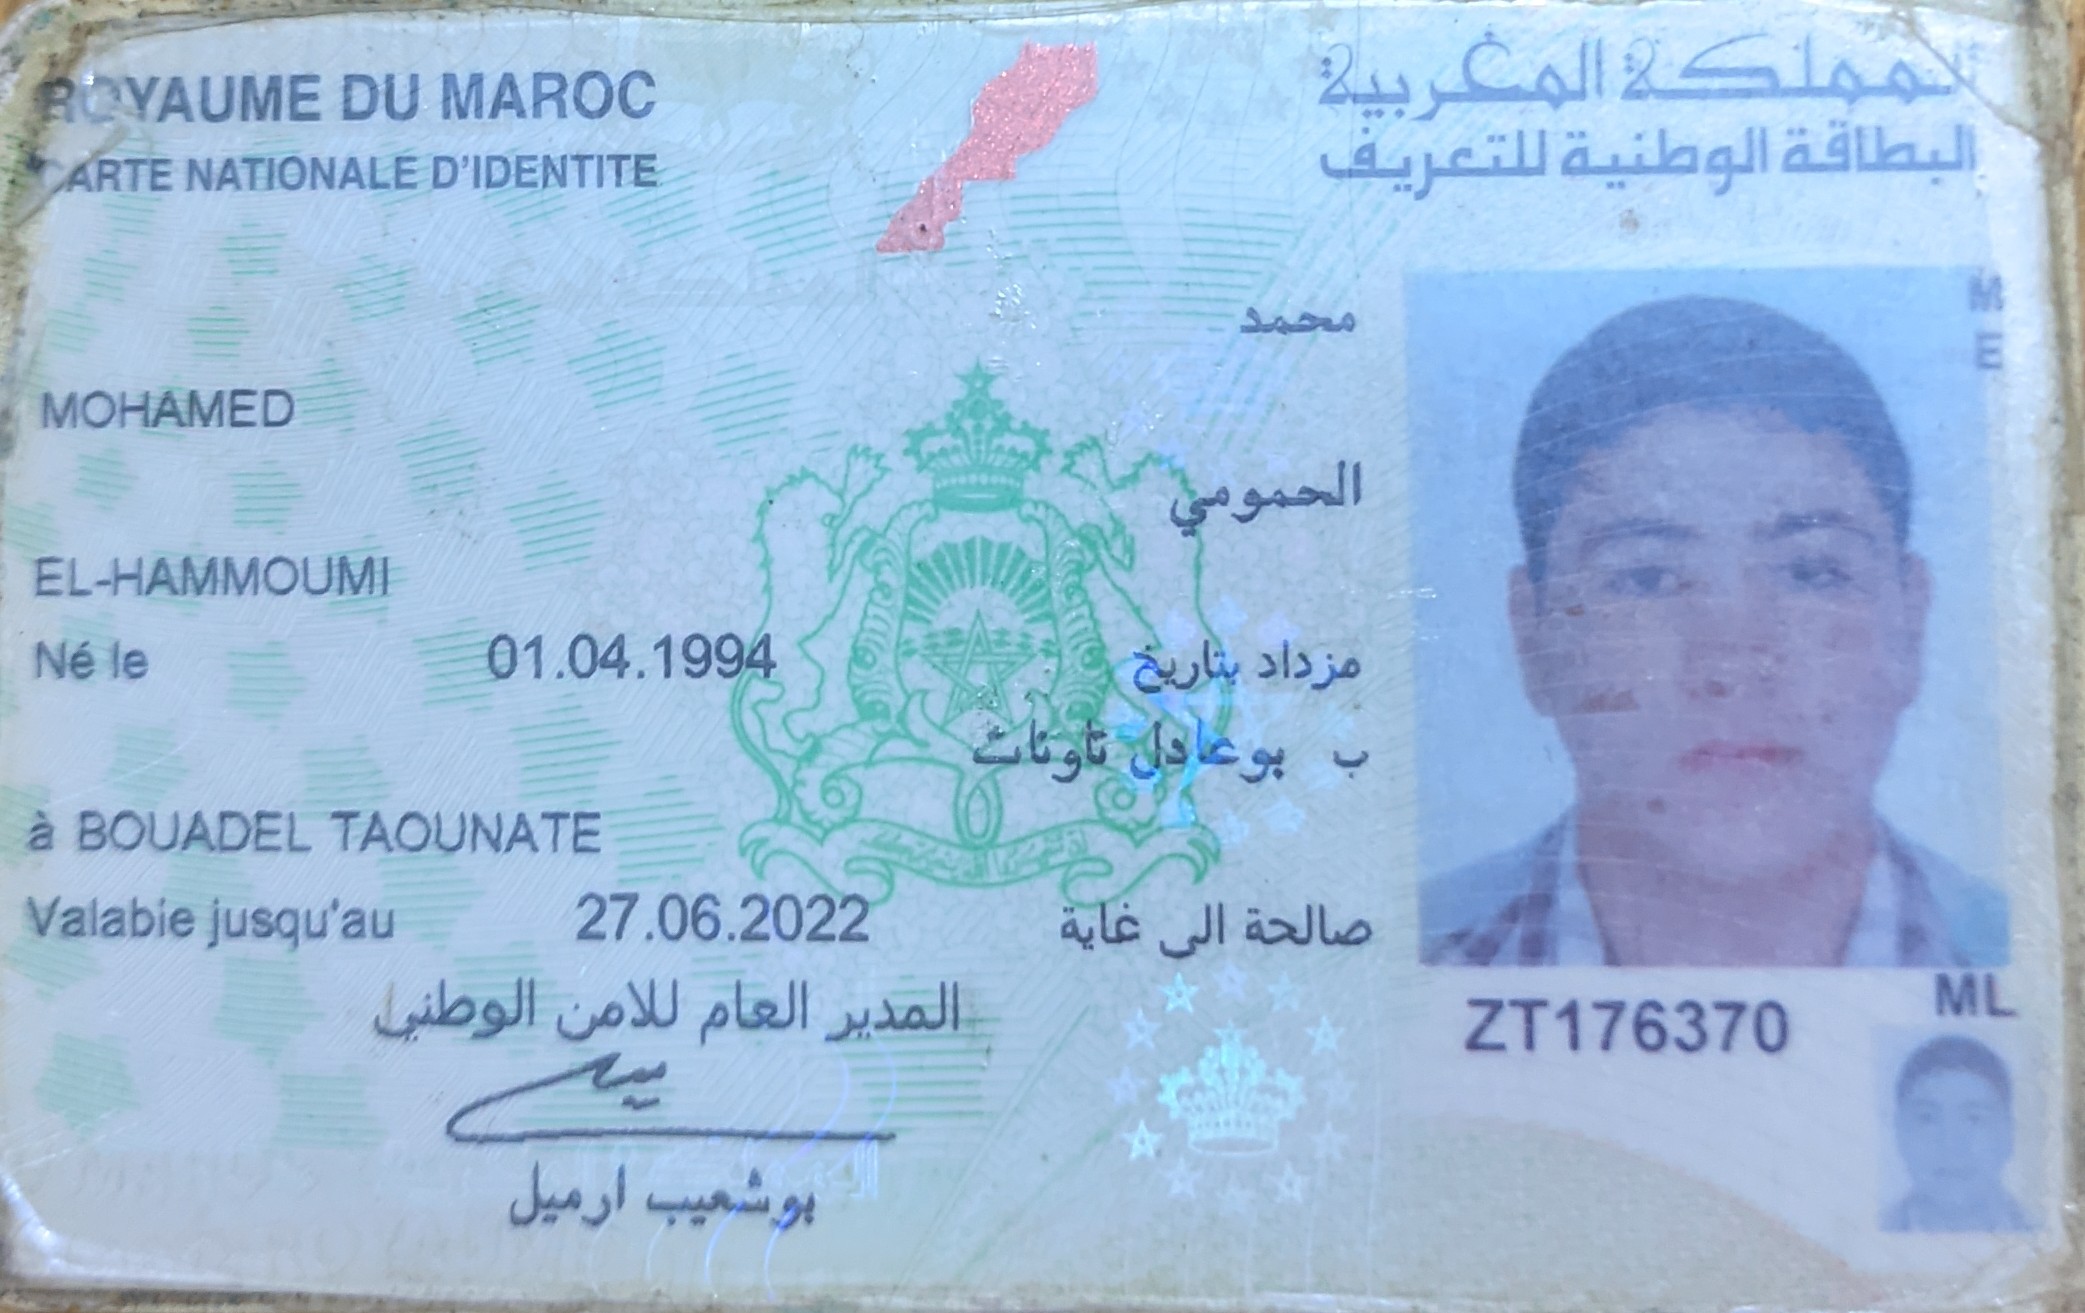 ROYAUME DU MAROC
المملكة المغربية
CARTE NATIONALE D'IDENTITE
البطاقة الوطنية للتعريف
محمد
MOHAMED
الحمومي
EL-HAMMOUMI
Né le 01.04.1994 مزداد بتاريخ
ب بوعادل تاونات
à BOUADEL TAOUNATE
Valabie jusqu'au 27.06.2022 صالحة الى غاية
المدير العام للامن الوطني
بوشعيب ارميل
M
E
ZT176370
ML